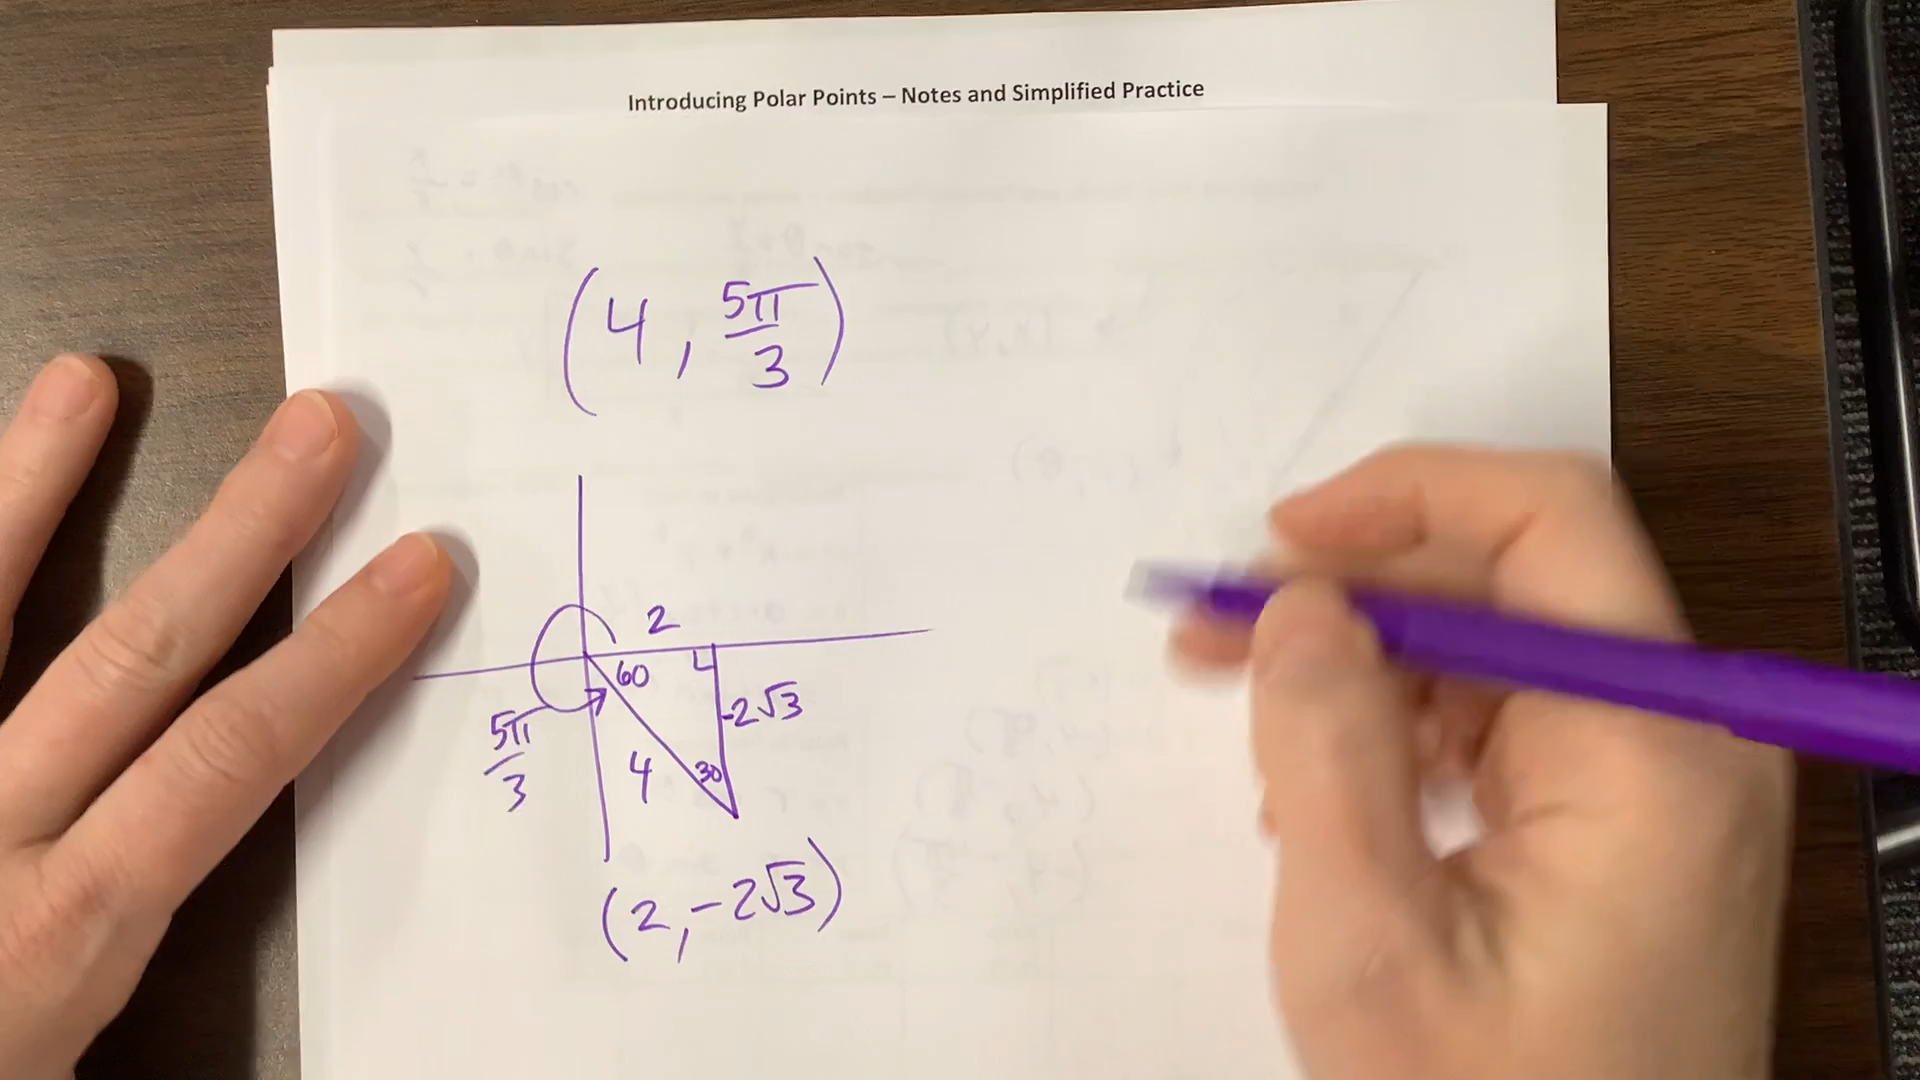 Introducing Polar Points – Notes and Simplified Practice
(4, 5π/3)
2
60
-2√3
5π/3
4
30
(2, -2√3)